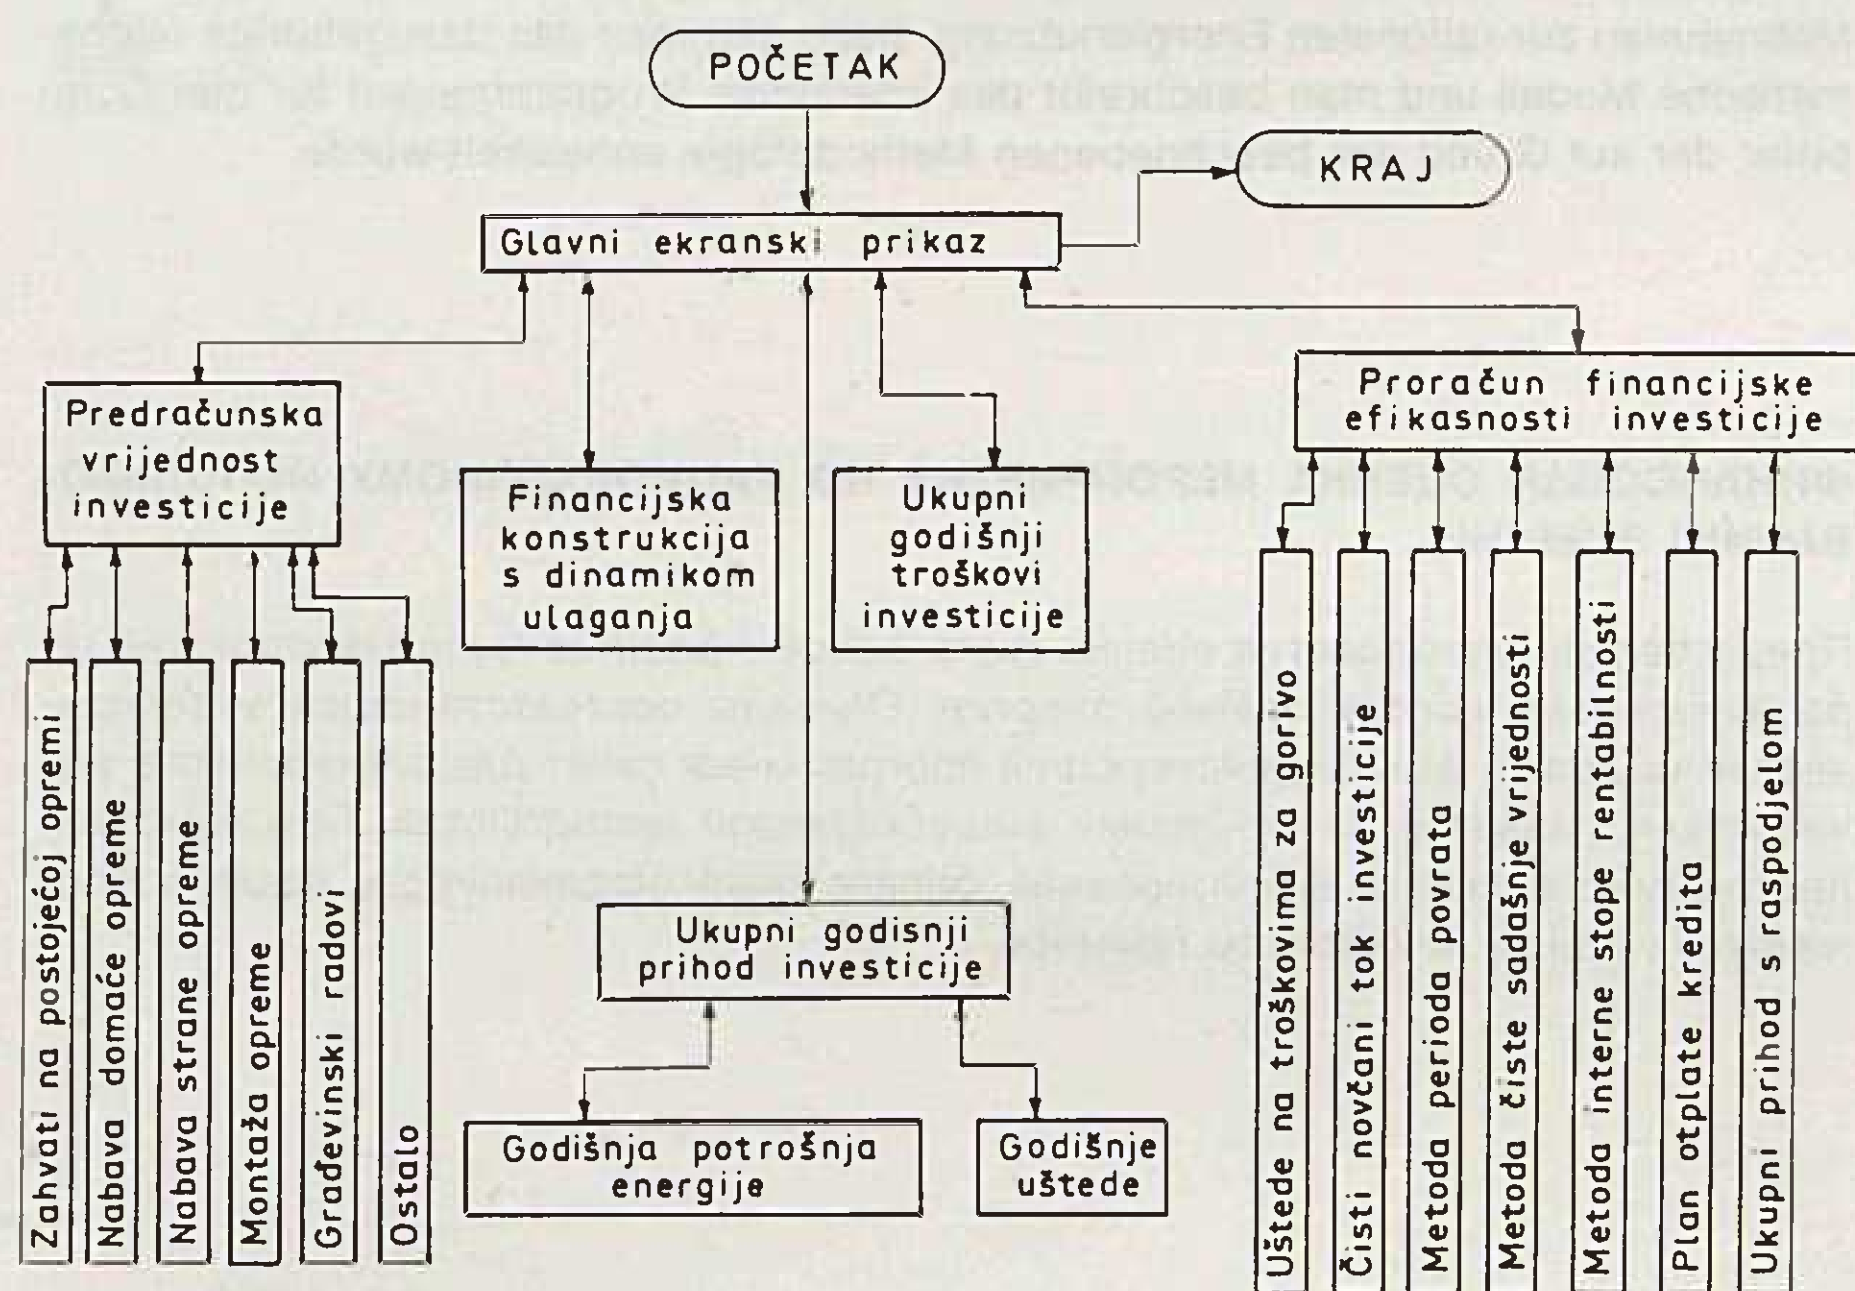 POČETAK
KRAJ
Glavni ekranski prikaz
Predračunska
vrijednost
investicije
Financijska
konstrukcija
s dinamikom
ulaganja
Ukupni
godišnji
troškovi
investicije
Proračun financijske
efikasnosti investicije
Zahvati na postojećoj opremi
Nabava domaće opreme
Nabava strane opreme
Montaža opreme
Građevinski radovi
Ostalo
Ukupni godisnji
prihod investicije
Godišnja potrošnja
energije
Godišnje
uštede
Uštede na troškovima za gorivo
Čisti novčani tok investicije
Metoda perioda povrata
Metoda čiste sadašnje vrijednosti
Metoda interne stope rentabilnosti
Plan otplate kredita
Ukupni prihod s raspodjelom